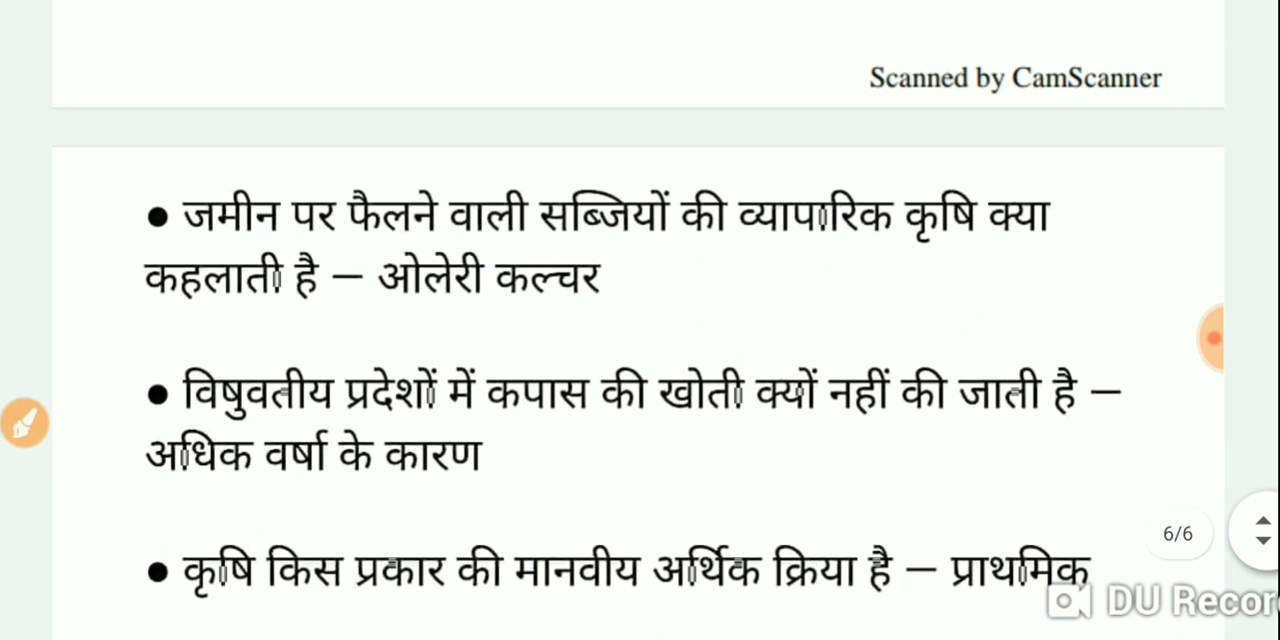 Scanned by CamScanner
● जमीन पर फैलने वाली सब्जियों की व्यापारिक कृषि क्या
कहलाती है – ओलेरी कल्चर
● विषुवतीय प्रदेशों में कपास की खोती क्यों नहीं की जाती है –
अधिक वर्षा के कारण
6/6
● कृषि किस प्रकार की मानवीय आर्थिक क्रिया है – प्राथमिक
DU Recor